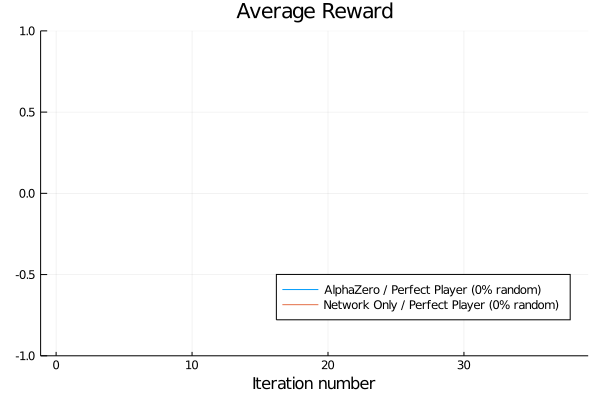 Average Reward
1.0
0.5
0.0
-0.5
-1.0
AlphaZero / Perfect Player (0% random)
Network Only / Perfect Player (0% random)
0 10 20 30
Iteration number